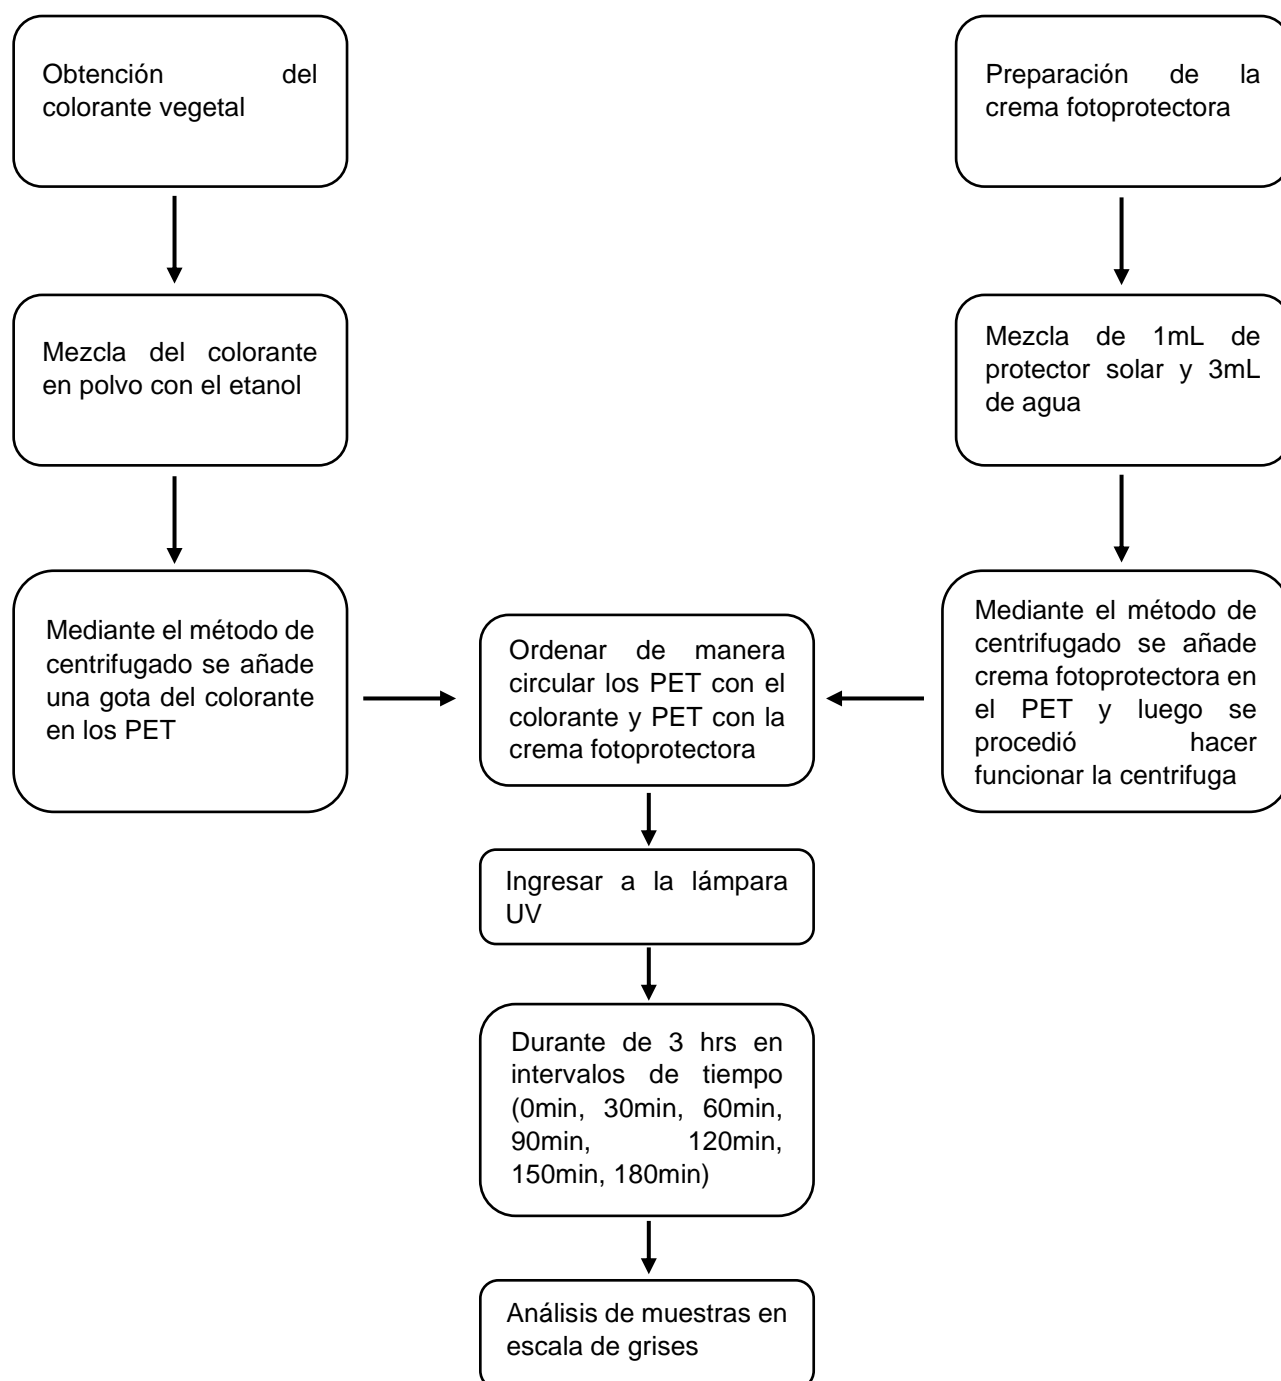 Obtención del
colorante vegetal
Preparación de la
crema fotoprotectora
Mezcla del colorante
en polvo con el etanol
Mezcla de 1mL de
protector solar y 3mL
de agua
Mediante el método de
centrifugado se añade
una gota del colorante
en los PET
Ordenar de manera
circular los PET con el
colorante y PET con la
crema fotoprotectora
Mediante el método de
centrifugado se añade
crema fotoprotectora en
el PET y luego se
procedió hacer
funcionar la centrifuga
Ingresar a la lámpara
UV
Durante de 3 hrs en
intervalos de tiempo
(0min, 30min, 60min,
90min, 120min,
150min, 180min)
Análisis de muestras en
escala de grises